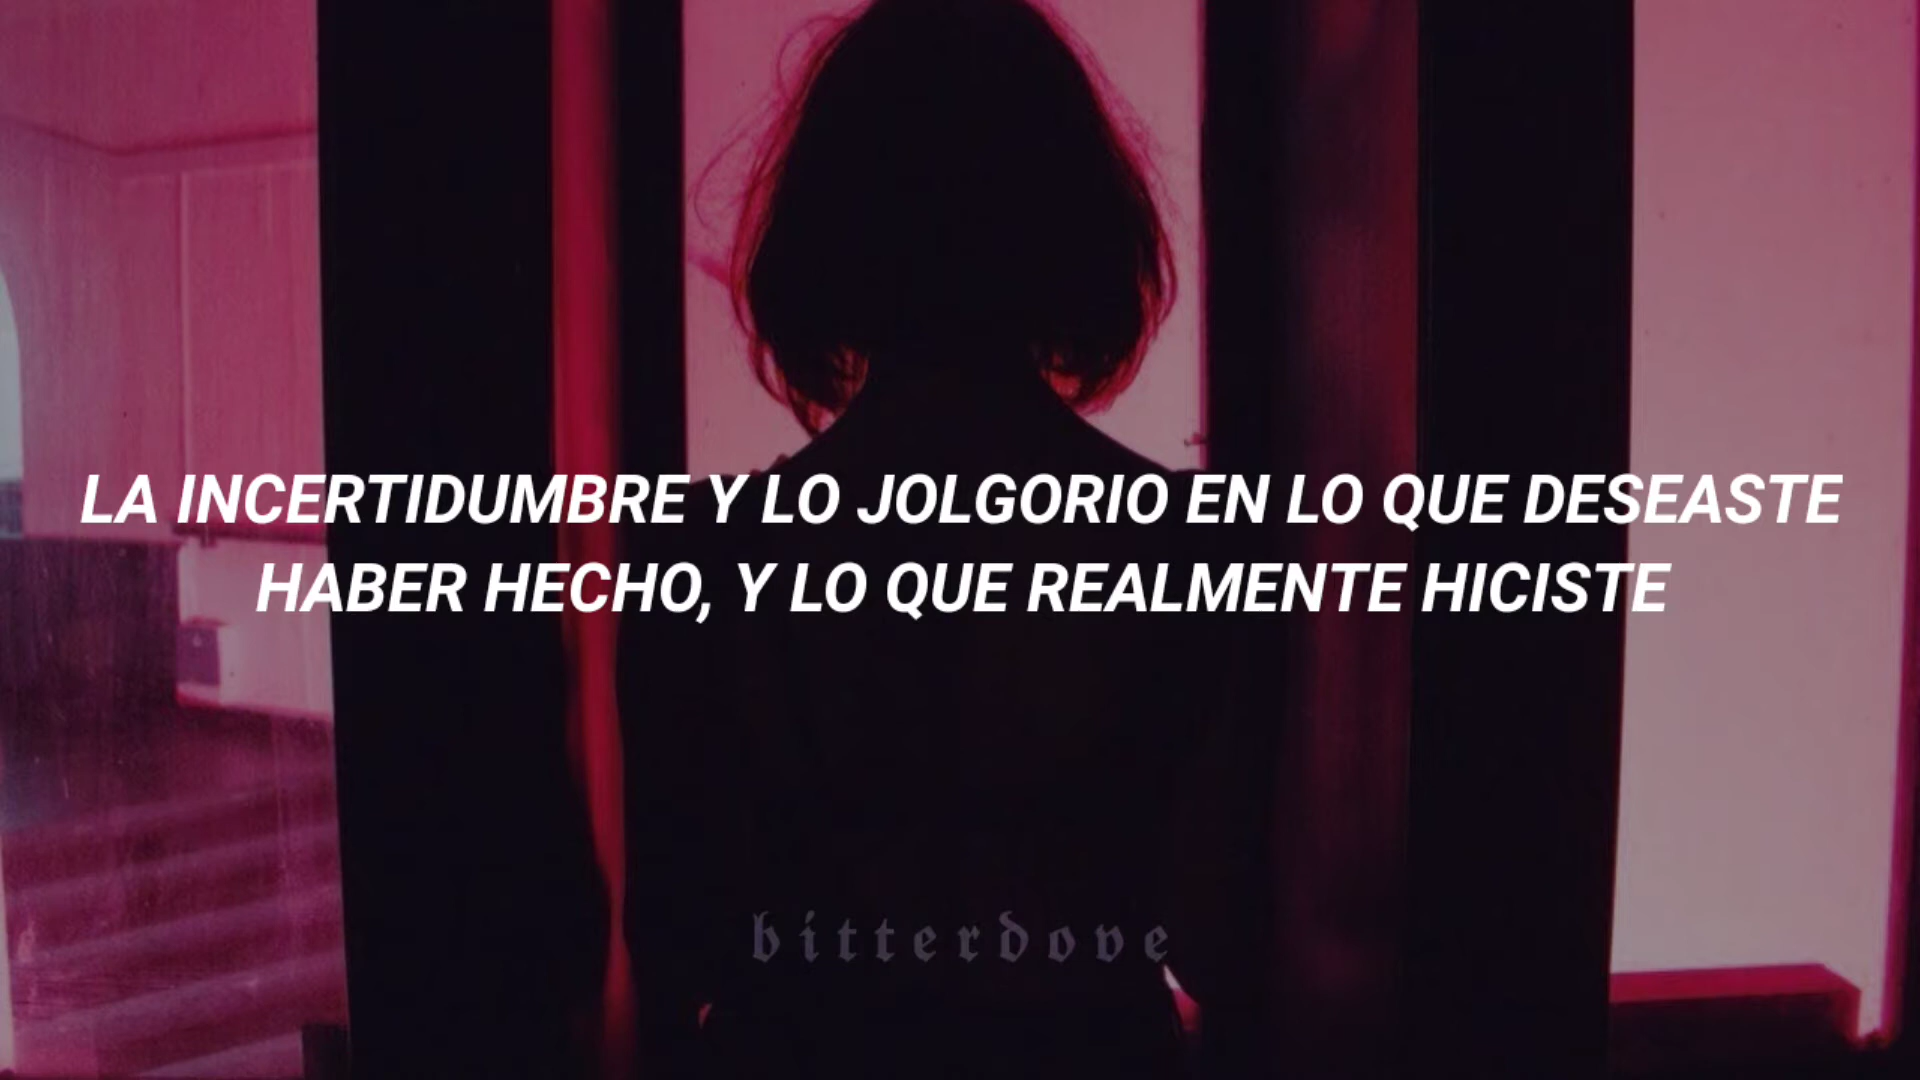 LA INCERTIDUMBRE Y LO JOLGORIO EN LO QUE DESEASTE
HABER HECHO, Y LO QUE REALMENTE HICISTE
bitterdove